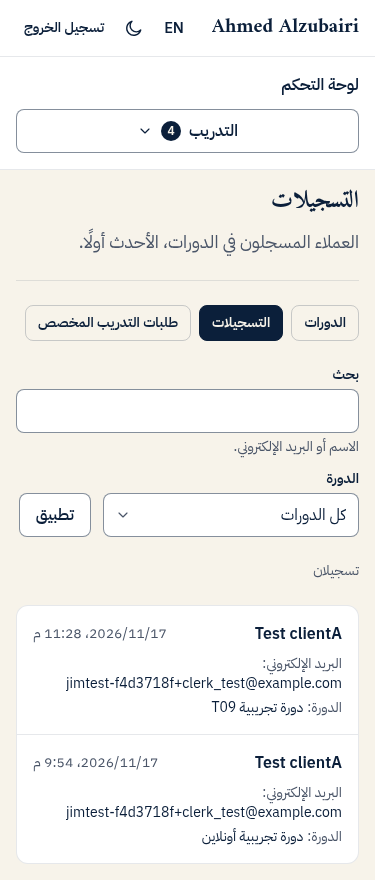 Ahmed Alzubairi EN تسجيل الخروج
لوحة التحكم
التدريب 4
التسجيلات
العملاء المسجلون في الدورات، الأحدث أولًا.
الدورات التسجيلات طلبات التدريب المخصص
بحث
الاسم أو البريد الإلكتروني.
الدورة
كل الدورات تطبيق
تسجيلان
Test clientA 2026/11/17، 11:28 م
البريد الإلكتروني:
jimtest-f4d3718f+clerk_test@example.com
الدورة: دورة تجريبية T09
Test clientA 2026/11/17، 9:54 م
البريد الإلكتروني:
jimtest-f4d3718f+clerk_test@example.com
الدورة: دورة تجريبية أونلاين